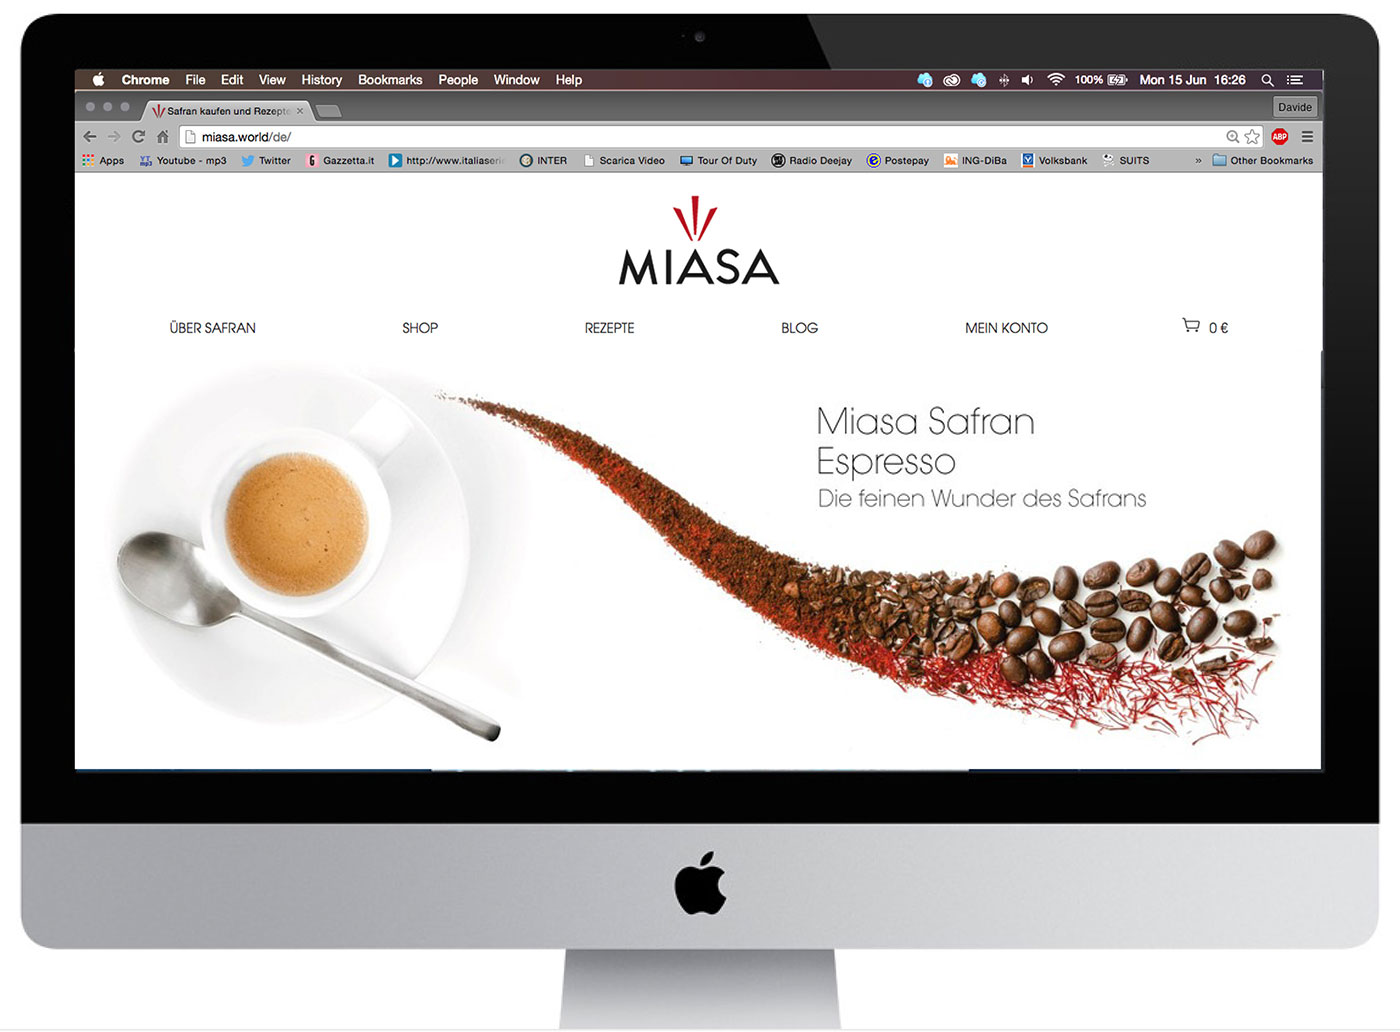 Chrome File Edit View History Bookmarks People Window Help 100% Mon 15 Jun 16:26
Safran kaufen und Rezepte Davide
miasa.world/de/ ABP
Apps Youtube - mp3 Twitter Gazzetta.it http://www.italiaserie INTER Scarica Video Tour Of Duty Radio Deejay Postepay ING-DiBa Volksbank SUITS » Other Bookmarks
MIASA
ÜBER SAFRAN SHOP REZEPTE BLOG MEIN KONTO 0 €
Miasa Safran
Espresso
Die feinen Wunder des Safrans